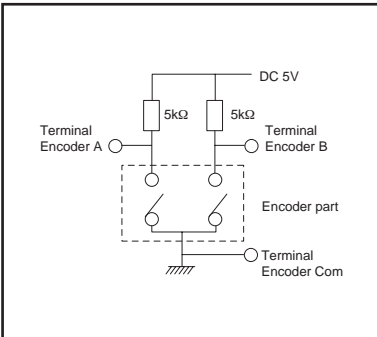 DC 5V
5kΩ
5kΩ
Terminal
Encoder A
Terminal
Encoder B
Encoder part
Terminal
Encoder Com